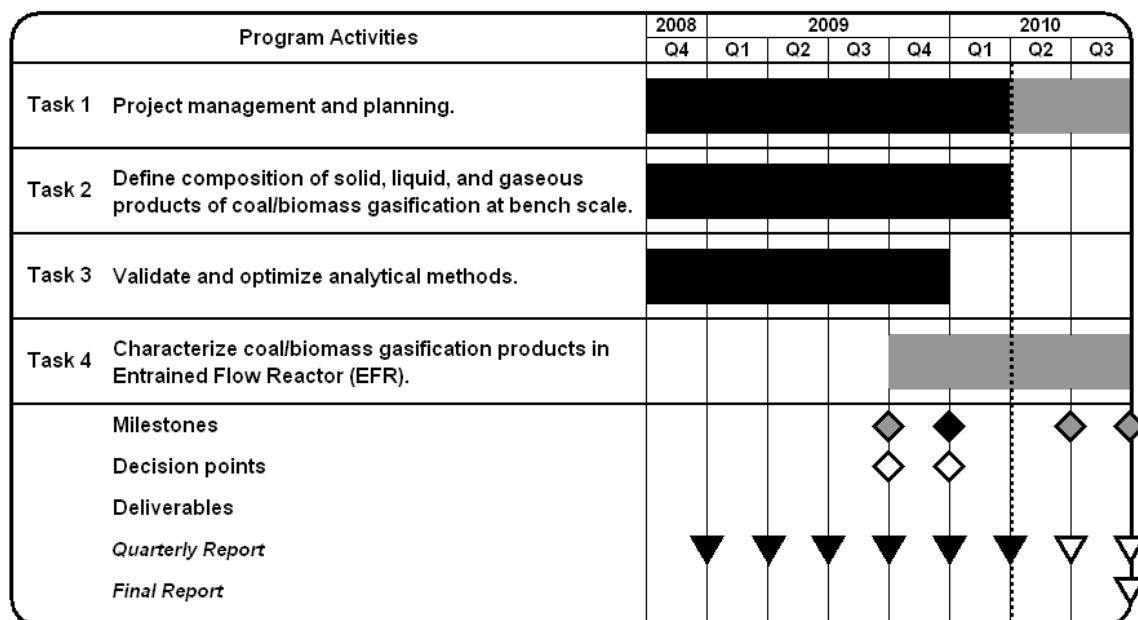 Program Activities
2008 2009 2010
Q4 Q1 Q2 Q3 Q4 Q1 Q2 Q3
Task 1 Project management and planning.
Task 2 Define composition of solid, liquid, and gaseous
products of coal/biomass gasification at bench scale.
Task 3 Validate and optimize analytical methods.
Task 4 Characterize coal/biomass gasification products in
Entrained Flow Reactor (EFR).
Milestones
Decision points
Deliverables
Quarterly Report
Final Report